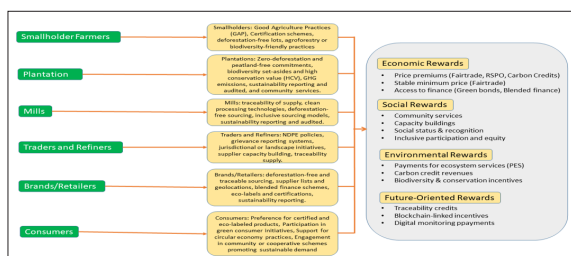 Smallholder Farmers
Smallholders: Good Agriculture Practices
(GAP), Certification schemes,
deforestation-free lots, agroforestry or
biodiversity-friendly practices
Plantation
Plantations: Zero-deforestation and
peatland-free commitments,
biodiversity set-asides and high
conservation value (HCV), GHG
emissions, sustainability reporting
and audited, and community services.
Mills
Mills: traceability of supply, clean
processing technologies, deforestation-
free sourcing, inclusive sourcing models,
sustainability reporting and audited.
Traders and Refiners
Traders and Refiners: NDPE policies,
grievance reporting systems,
jurisdictional or landscape initiatives,
supplier capacity building, traceability
supply.
Brands/Retailers
Brands/Retailers: deforestation-free and
traceable sourcing, supplier lists and
geolocations, blended finance schemes,
eco-labels and certifications,
sustainability reporting.
Consumers
Consumers: Preference for certified and
eco-labeled products, Participation in
green consumer initiatives, Support for
circular economy practices, Engagement
in community or cooperative schemes
promoting sustainable demand
Economic Rewards
• Price premiums (Fairtrade, RSPO, Carbon Credits)
• Stable minimum price (Fairtrade)
• Access to finance (Green bonds, Blended finance)
Social Rewards
• Community services
• Capacity buildings
• Social status & recognition
• Inclusive participation and equity
Environmental Rewards
• Payments for ecosystem services (PES)
• Carbon credit revenues
• Biodiversity & conservation incentives
Future-Oriented Rewards
• Traceability credits
• Blockchain-linked incentives
• Digital monitoring ppayments